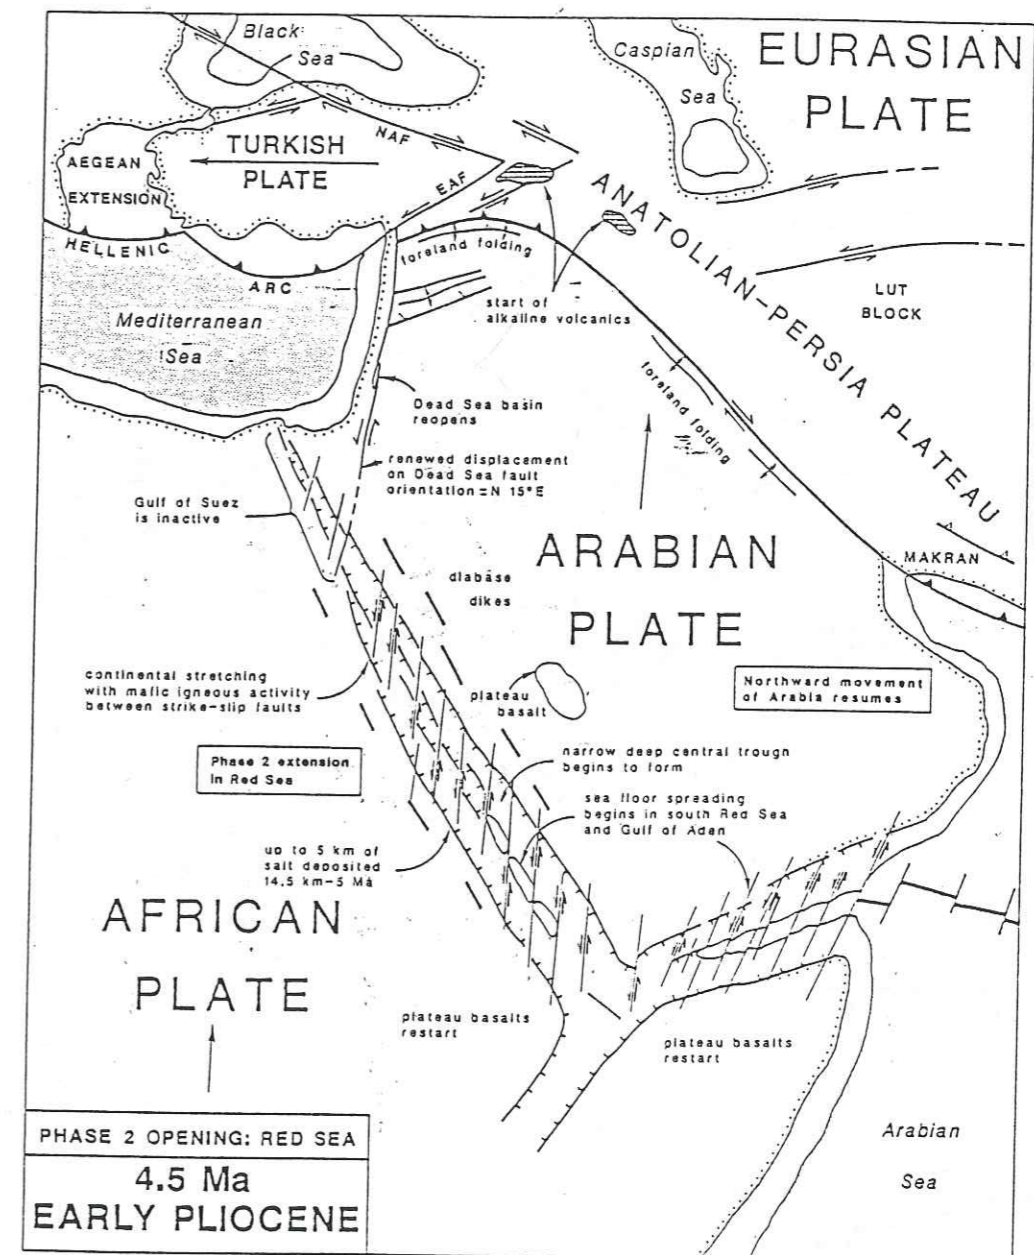 Black
Sea
Caspian
Sea
EURASIAN
PLATE
NAF
TURKISH
PLATE
AEGEAN
EXTENSION
EAF
ANATOLIAN-PERSIA PLATEAU
HELLENIC
ARC
foreland folding
start of
alkaline volcanics
LUT
BLOCK
Mediterranean
Sea
foreland folding
Dead Sea basin
reopens
renewed displacement
on Dead Sea fault
orientation=N 15°E
Gulf of Suez
is inactive
ARABIAN
PLATE
MAKRAN
diabase
dikes
continental stretching
with mafic igneous activity
between strike-slip faults
plateau
basalt
Northward movement
of Arabia resumes
Phase 2 extension
in Red Sea
narrow deep central trough
begins to form
sea floor spreading
begins in south Red Sea
and Gulf of Aden
up to 5 km of
salt deposited
14.5 km-5 Ma
AFRICAN
PLATE
plateau basalts
restart
plateau basalts
restart
Arabian
Sea
PHASE 2 OPENING: RED SEA
4.5 Ma
EARLY PLIOCENE